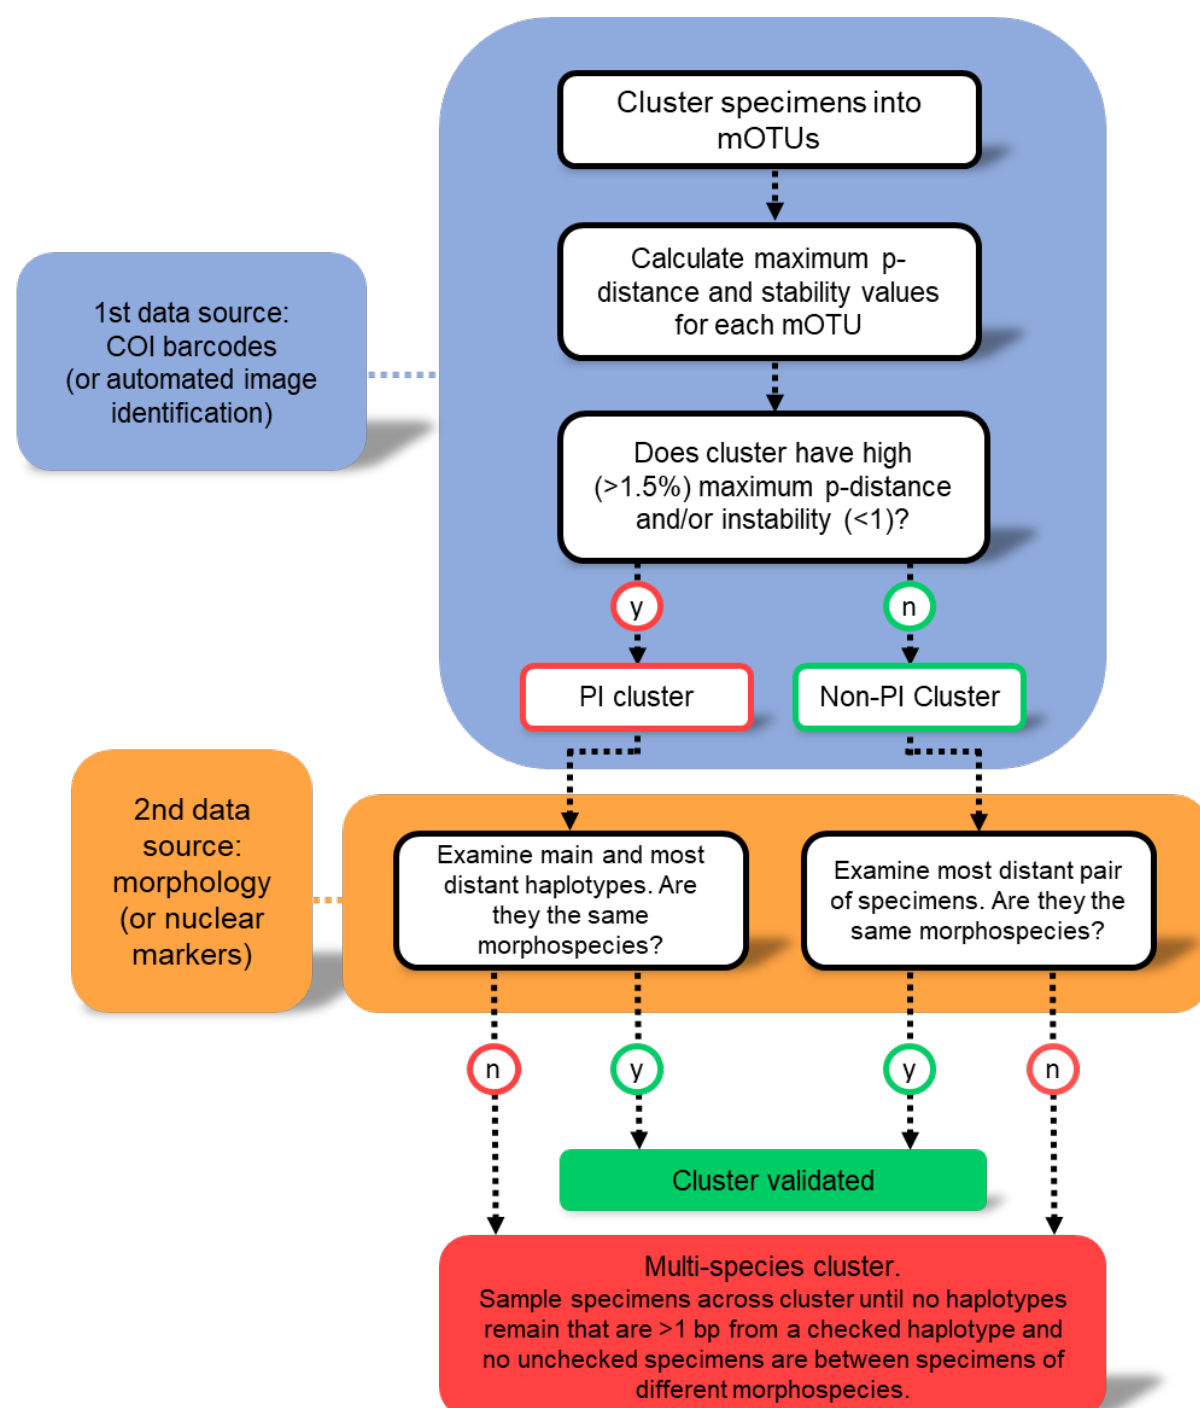 Cluster specimens into
mOTUs
Calculate maximum p-
distance and stability values
for each mOTU
1st data source:
COI barcodes
(or automated image
identification)
Does cluster have high
(>1.5%) maximum p-distance
and/or instability (<1)?
y
n
PI cluster
Non-PI Cluster
2nd data
source:
morphology
(or nuclear
markers)
Examine main and most
distant haplotypes. Are
they the same
morphospecies?
Examine most distant pair
of specimens. Are they the
same morphospecies?
n
y
y
n
Cluster validated
Multi-species cluster.
Sample specimens across cluster until no haplotypes
remain that are >1 bp from a checked haplotype and
no unchecked specimens are between specimens of
different morphospecies.